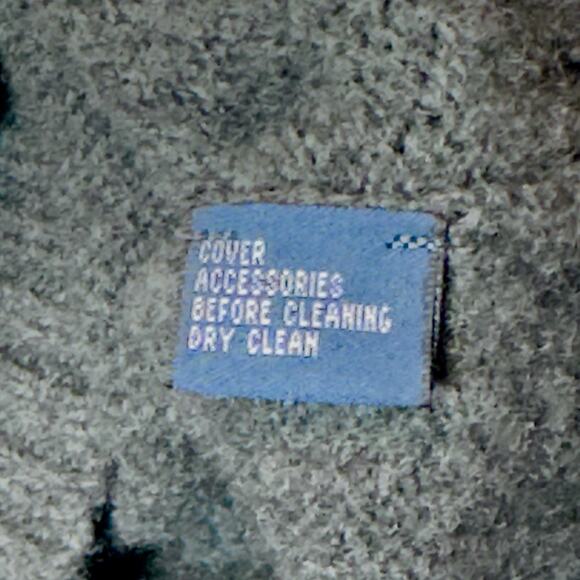 COVER
ACCESSORIES
BEFORE CLEANING
DRY CLEAN